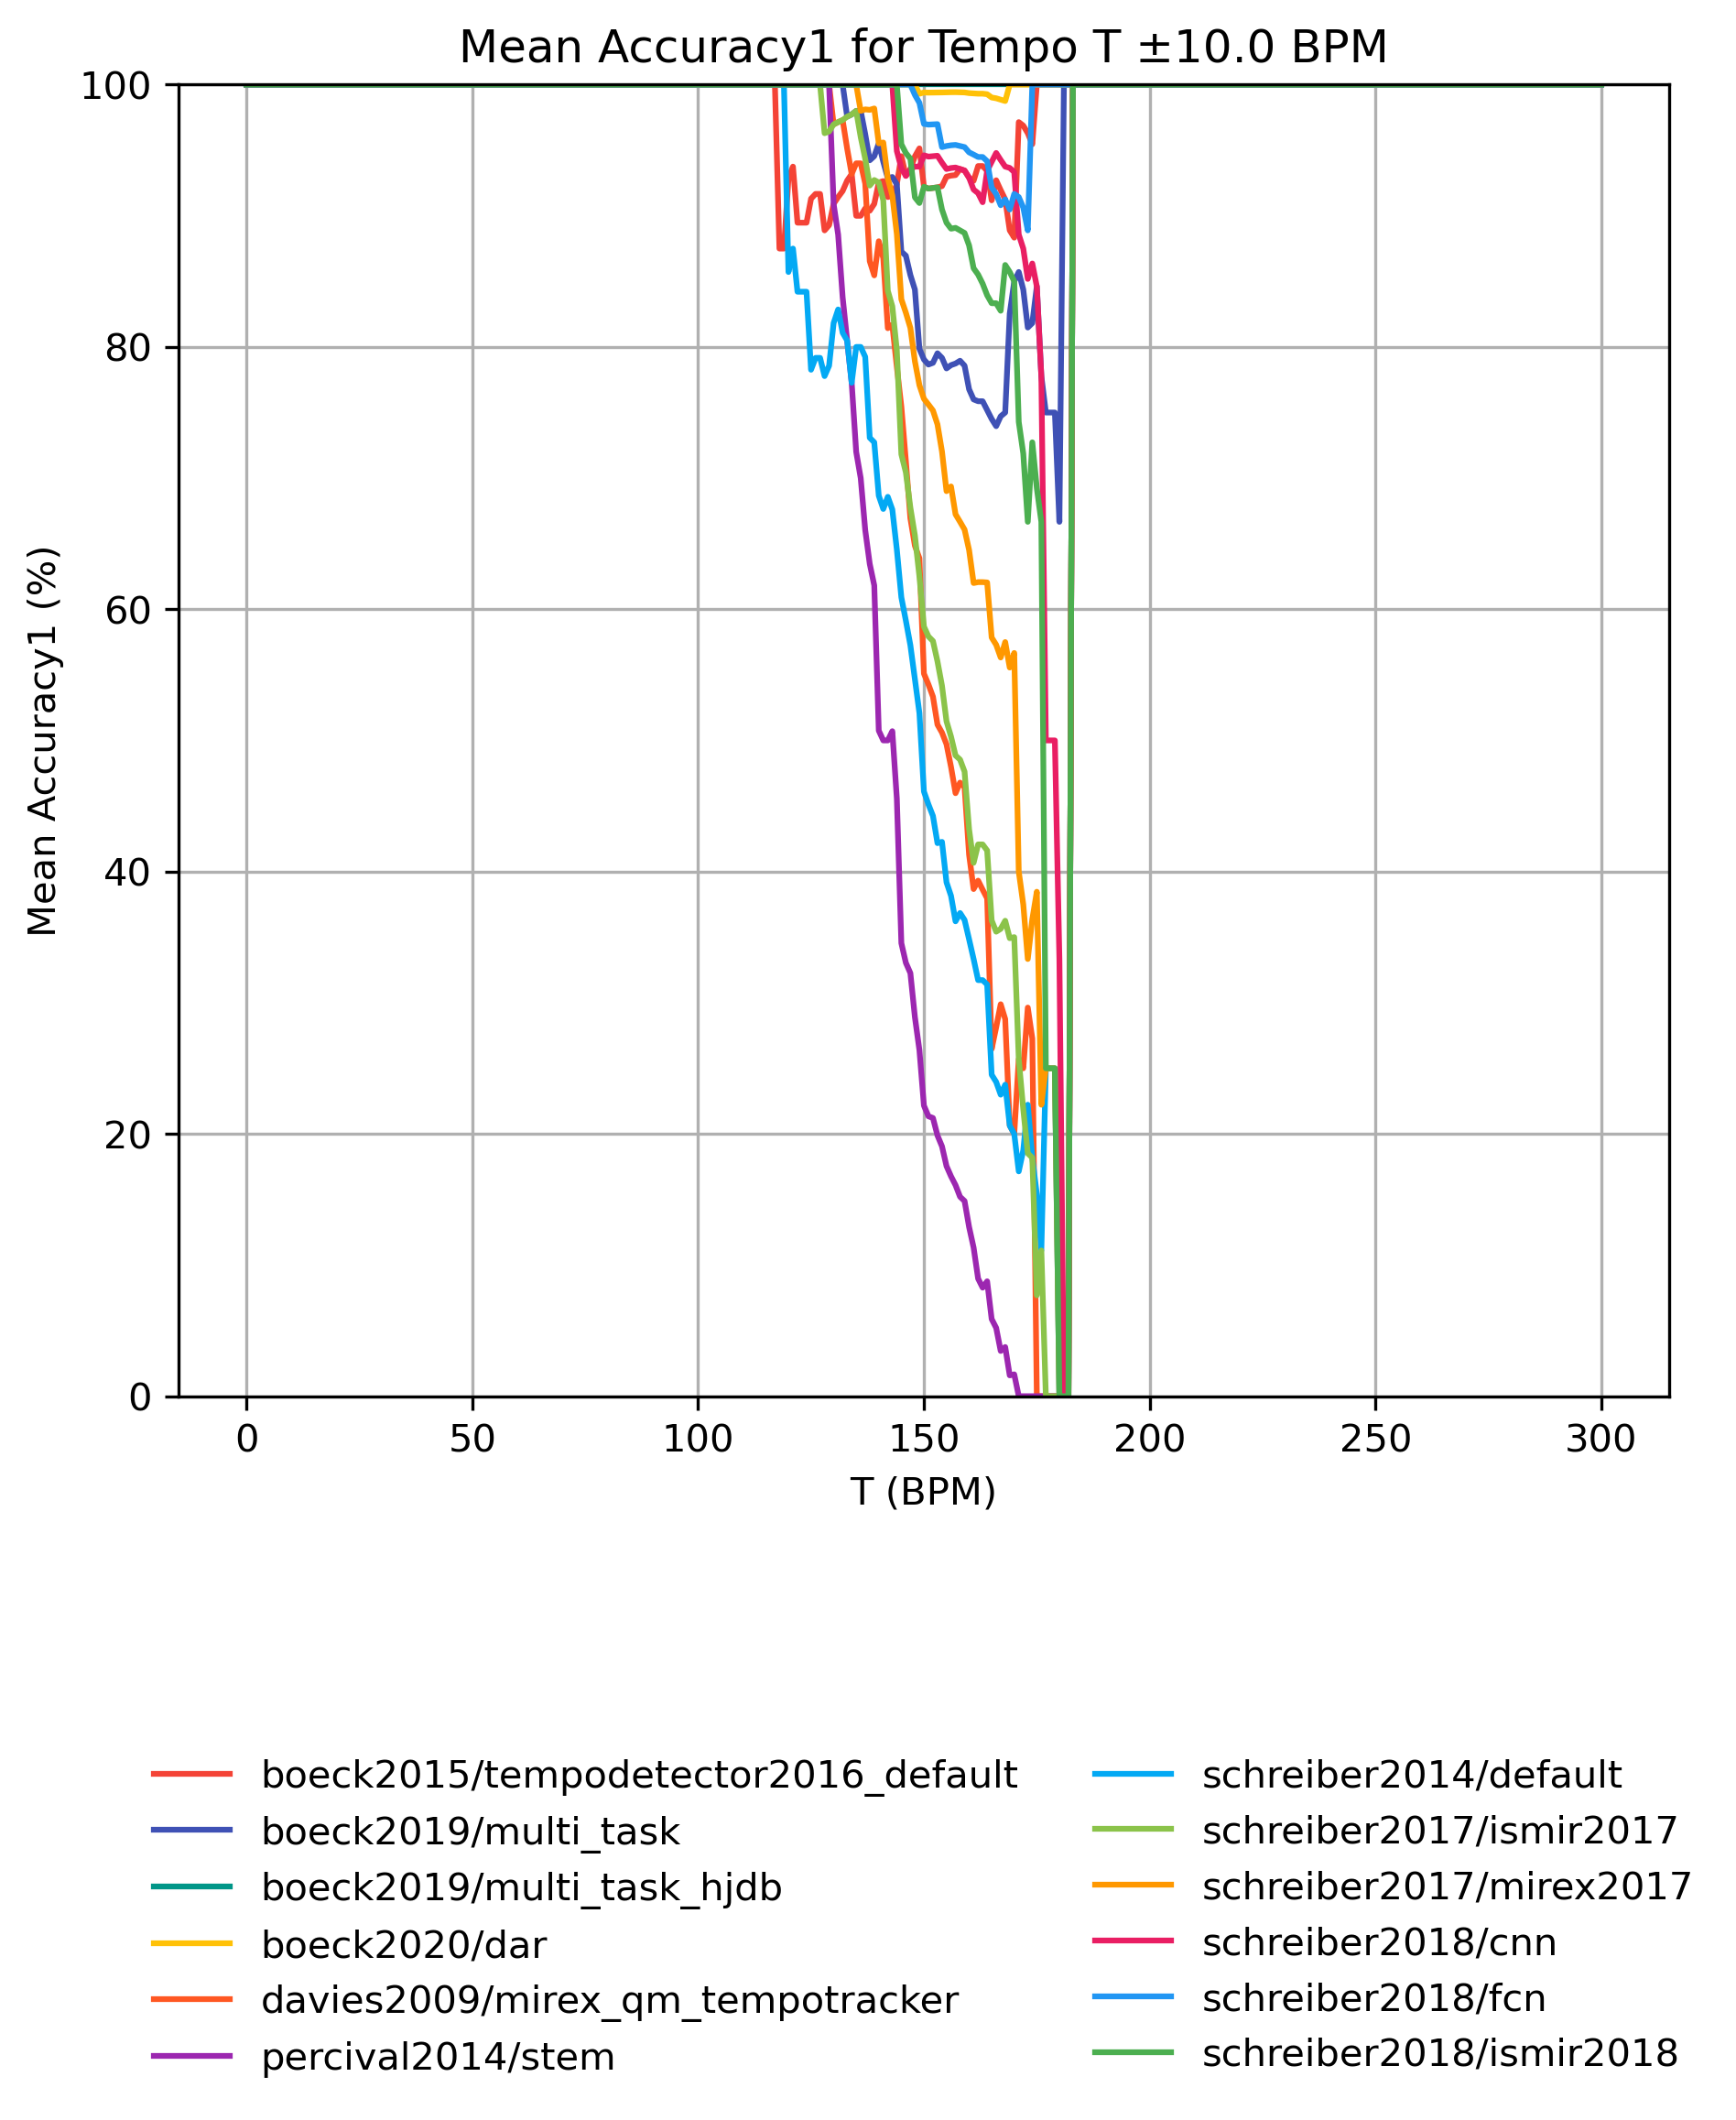 Mean Accuracy1 for Tempo T ±10.0 BPM
100
80
60
40
20
0
Mean Accuracy1 (%)
0 50 100 150 200 250 300
T (BPM)
boeck2015/tempodetector2016_default
boeck2019/multi_task
boeck2019/multi_task_hjdb
boeck2020/dar
davies2009/mirex_qm_tempotracker
percival2014/stem
schreiber2014/default
schreiber2017/ismir2017
schreiber2017/mirex2017
schreiber2018/cnn
schreiber2018/fcn
schreiber2018/ismir2018